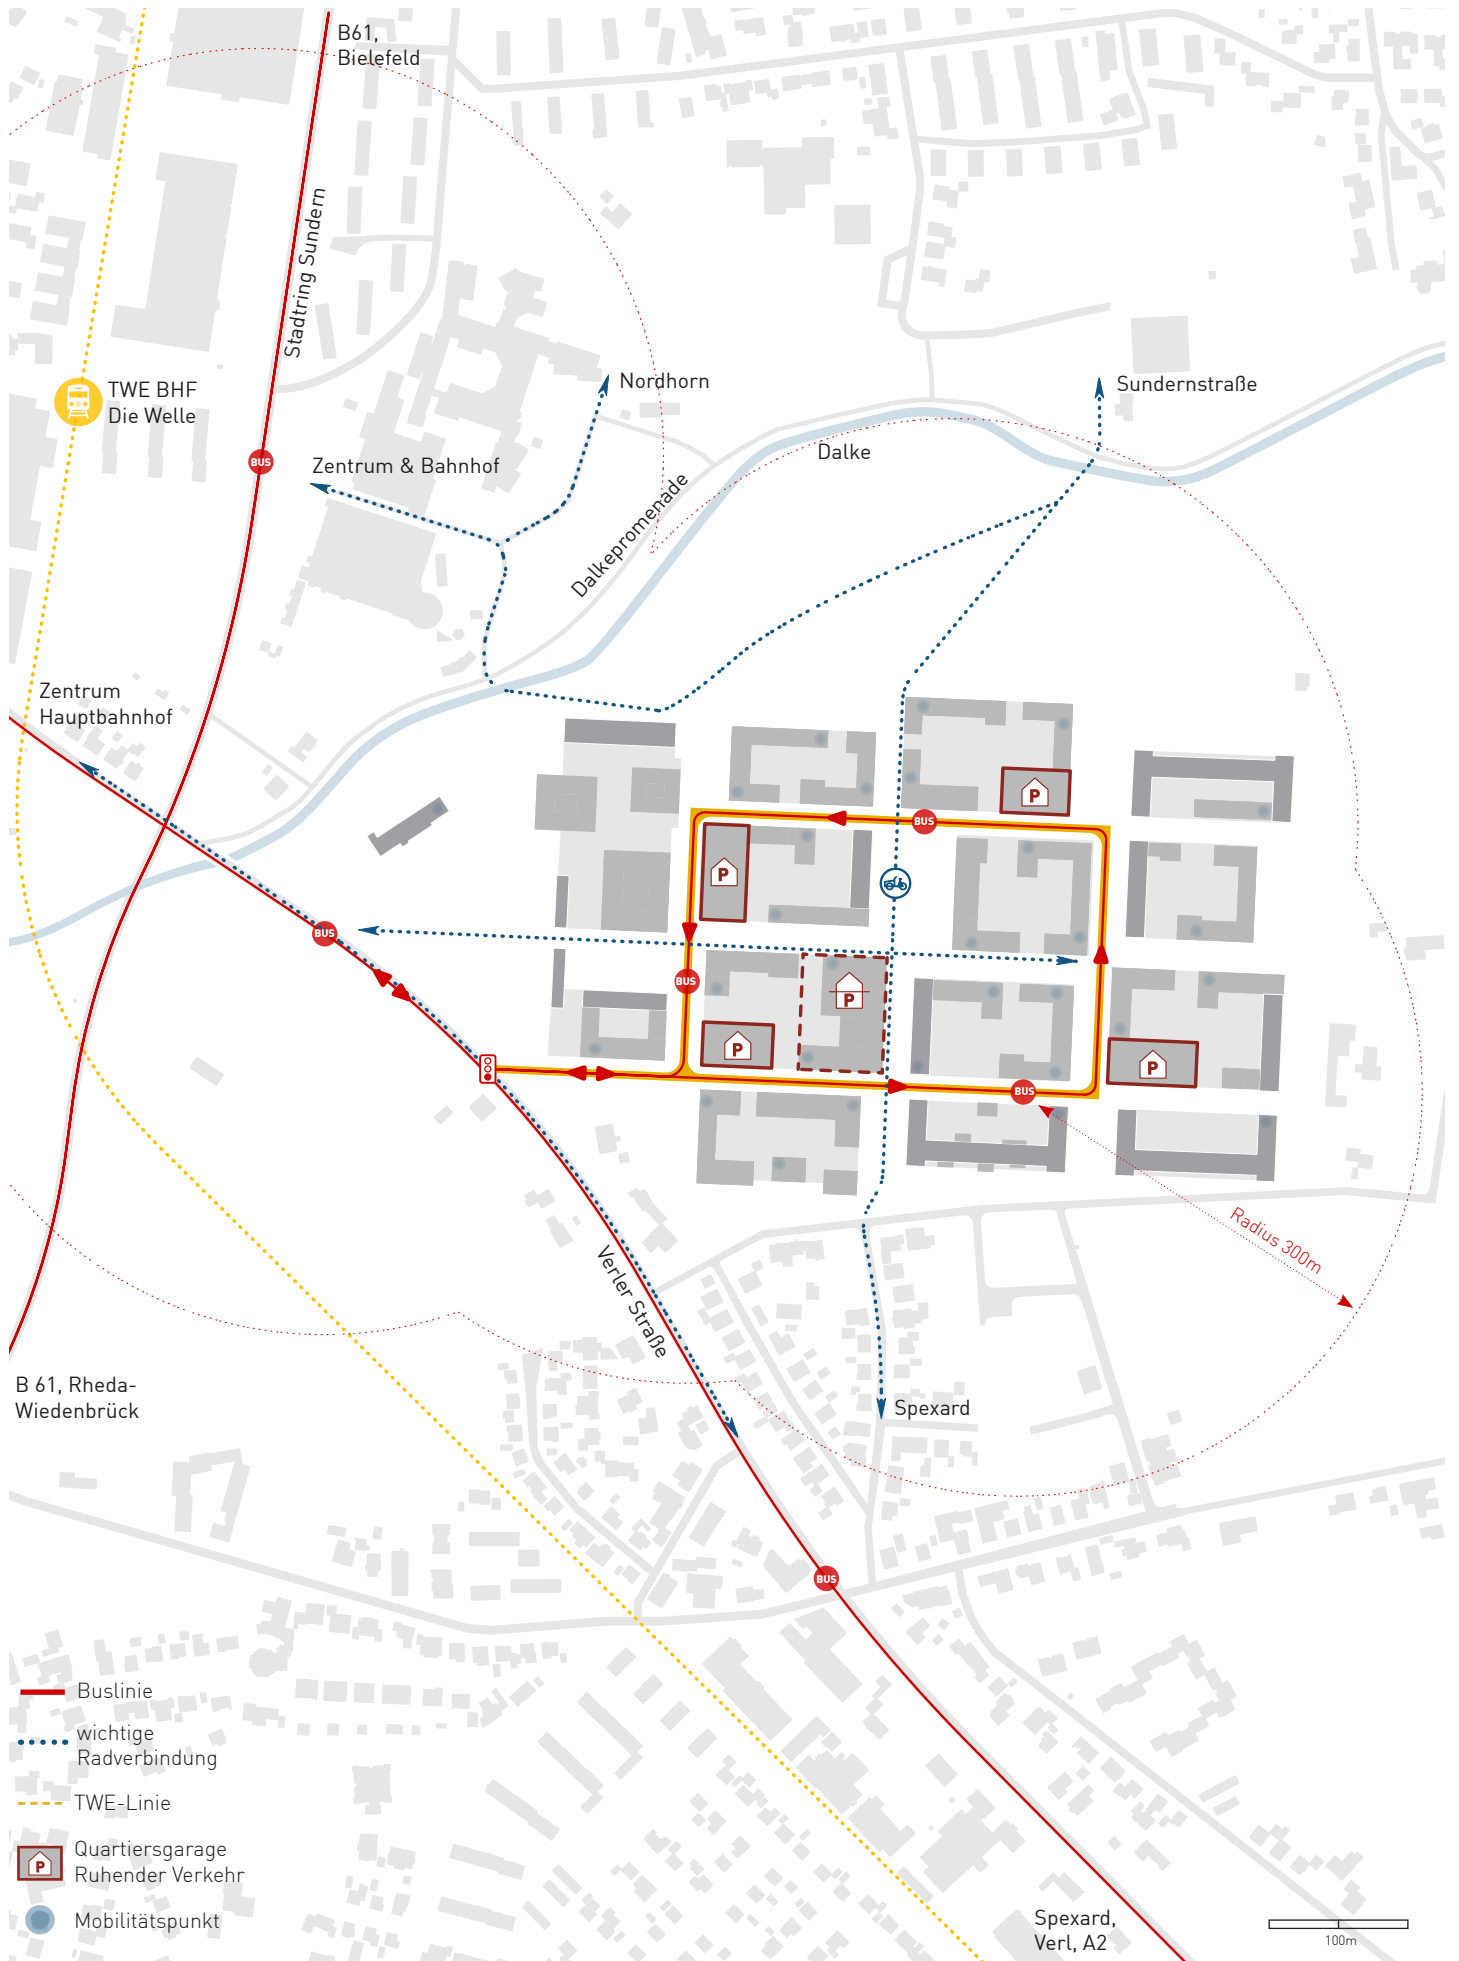 B61,
Bielefeld
Stadtring Sundern
TWE BHF
Die Welle
Nordhorn
Sundernstraße
BUS
Zentrum & Bahnhof
Dalke
Dalkepromenade
Zentrum
Hauptbahnhof
P
BUS
P
BUS
BUS
P
P
P
BUS
Radius 300m
Verler Straße
B 61, Rheda-
Wiedenbrück
Spexard
BUS
Buslinie
wichtige
Radverbindung
TWE-Linie
P
Quartiersgarage
Ruhender Verkehr
Mobilitätspunkt
Spexard,
Verl, A2
100m